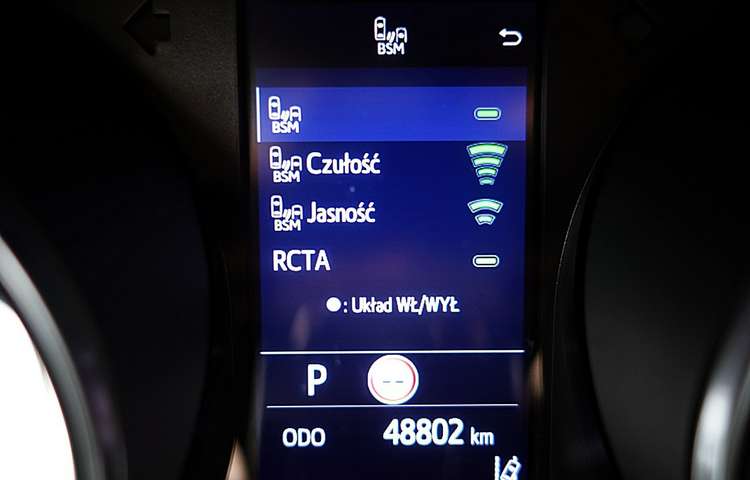 BSM
BSM
BSM Czułość
BSM Jasność
RCTA
: Układ WŁ/WYŁ
P --
ODO 48802 km